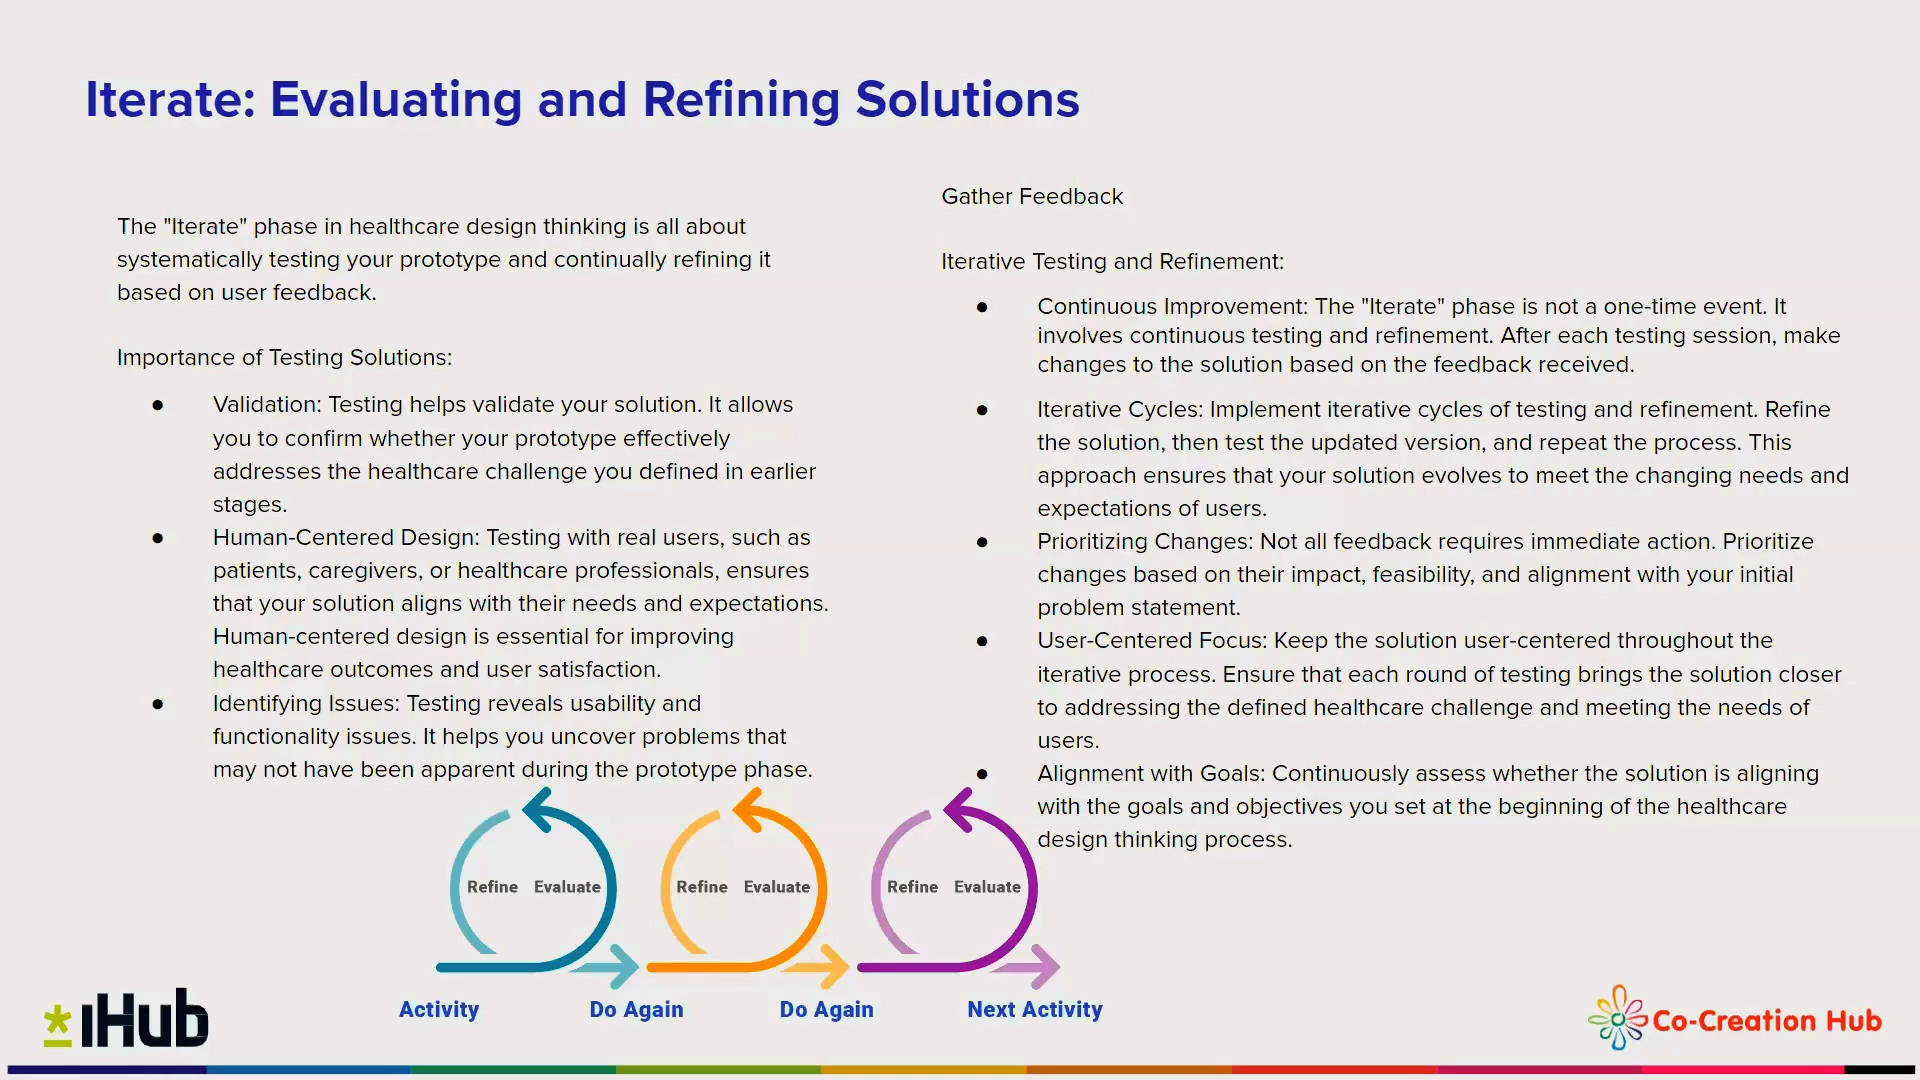 Iterate: Evaluating and Refining Solutions
The "Iterate" phase in healthcare design thinking is all about
systematically testing your prototype and continually refining it
based on user feedback.
Importance of Testing Solutions:
● Validation: Testing helps validate your solution. It allows
you to confirm whether your prototype effectively
addresses the healthcare challenge you defined in earlier
stages.
● Human-Centered Design: Testing with real users, such as
patients, caregivers, or healthcare professionals, ensures
that your solution aligns with their needs and expectations.
Human-centered design is essential for improving
healthcare outcomes and user satisfaction.
● Identifying Issues: Testing reveals usability and
functionality issues. It helps you uncover problems that
may not have been apparent during the prototype phase.
Gather Feedback
Iterative Testing and Refinement:
● Continuous Improvement: The "Iterate" phase is not a one-time event. It
involves continuous testing and refinement. After each testing session, make
changes to the solution based on the feedback received.
● Iterative Cycles: Implement iterative cycles of testing and refinement. Refine
the solution, then test the updated version, and repeat the process. This
approach ensures that your solution evolves to meet the changing needs and
expectations of users.
● Prioritizing Changes: Not all feedback requires immediate action. Prioritize
changes based on their impact, feasibility, and alignment with your initial
problem statement.
● User-Centered Focus: Keep the solution user-centered throughout the
iterative process. Ensure that each round of testing brings the solution closer
to addressing the defined healthcare challenge and meeting the needs of
users.
● Alignment with Goals: Continuously assess whether the solution is aligning
with the goals and objectives you set at the beginning of the healthcare
design thinking process.
Refine Evaluate Refine Evaluate Refine Evaluate
Activity Do Again Do Again Next Activity
iHub
Co-Creation Hub